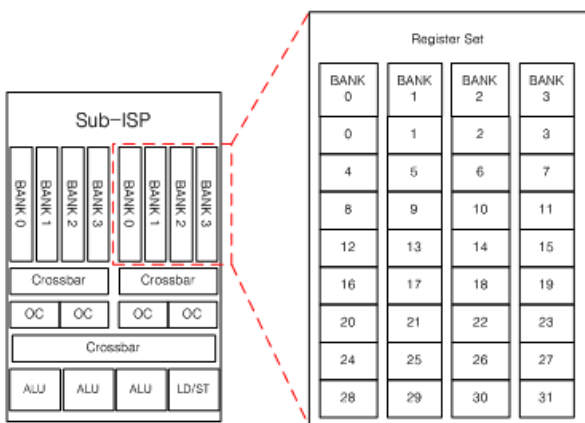 Sub-ISP
BANK 0 BANK 1 BANK 2 BANK 3 BANK 0 BANK 1 BANK 2 BANK 3
Crossbar Crossbar
OC OC OC OC
Crossbar
ALU ALU ALU LD/ST
Register Set
BANK 0 BANK 1 BANK 2 BANK 3
0 1 2 3
4 5 6 7
8 9 10 11
12 13 14 15
16 17 18 19
20 21 22 23
24 25 26 27
28 29 30 31